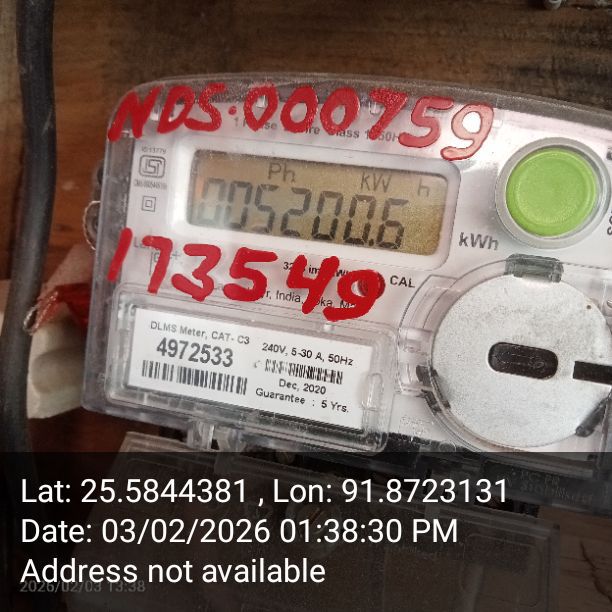 NDS.000759
IS:13779
Ph kW h
005200.6
kWh
173549
CAL
DLMS Meter, CAT- C3
4972533
240V, 5-30 A, 50Hz
Dec, 2020
Guarantee : 5 Yrs.
Lat: 25.5844381 , Lon: 91.8723131
Date: 03/02/2026 01:38:30 PM
Address not available
2026/02/03 13:38